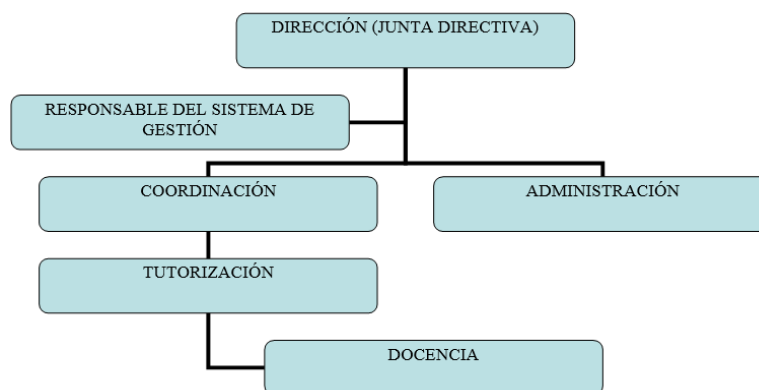 DIRECCIÓN (JUNTA DIRECTIVA)
RESPONSABLE DEL SISTEMA DE
GESTIÓN
COORDINACIÓN
ADMINISTRACIÓN
TUTORIZACIÓN
DOCENCIA